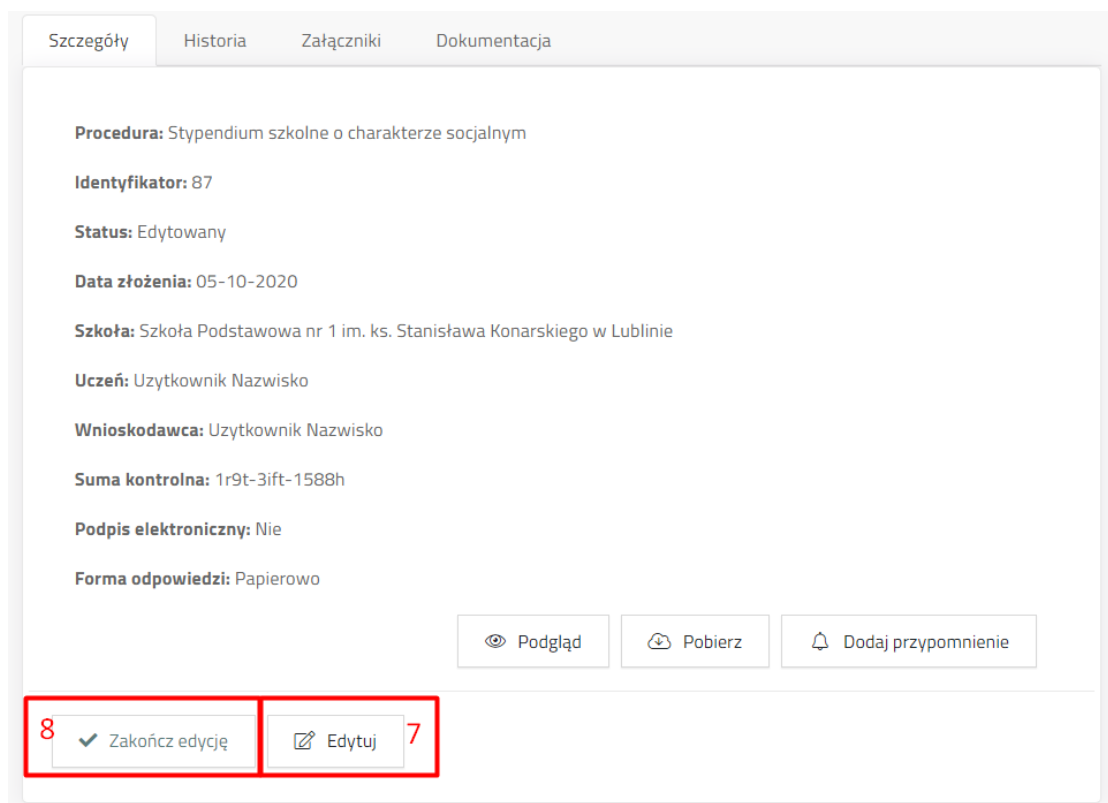 Szczegóły Historia Załączniki Dokumentacja
Procedura: Stypendium szkolne o charakterze socjalnym
Identyfikator: 87
Status: Edytowany
Data złożenia: 05-10-2020
Szkoła: Szkoła Podstawowa nr 1 im. ks. Stanisława Konarskiego w Lublinie
Uczeń: Uzytkownik Nazwisko
Wnioskodawca: Uzytkownik Nazwisko
Suma kontrolna: 1r9t-3ift-1588h
Podpis elektroniczny: Nie
Forma odpowiedzi: Papierowo
Podgląd Pobierz Dodaj przypomnienie
8 Zakończ edycję Edytuj 7